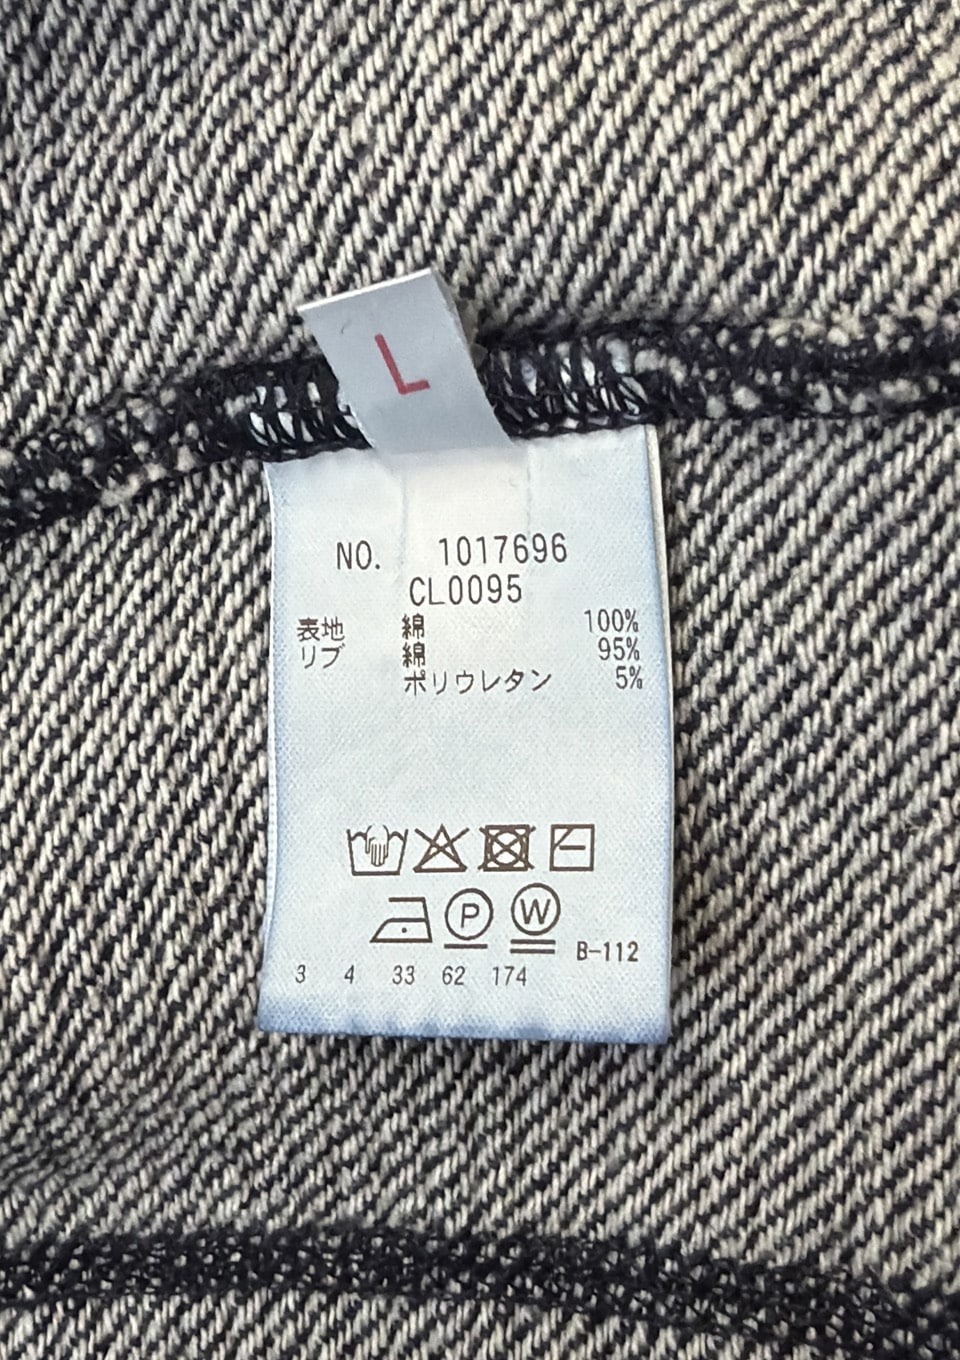 L
NO. 1017696
CL0095
表地 綿 100%
リブ 綿 95%
ポリウレタン 5%
P W B-112
3 4 33 62 174